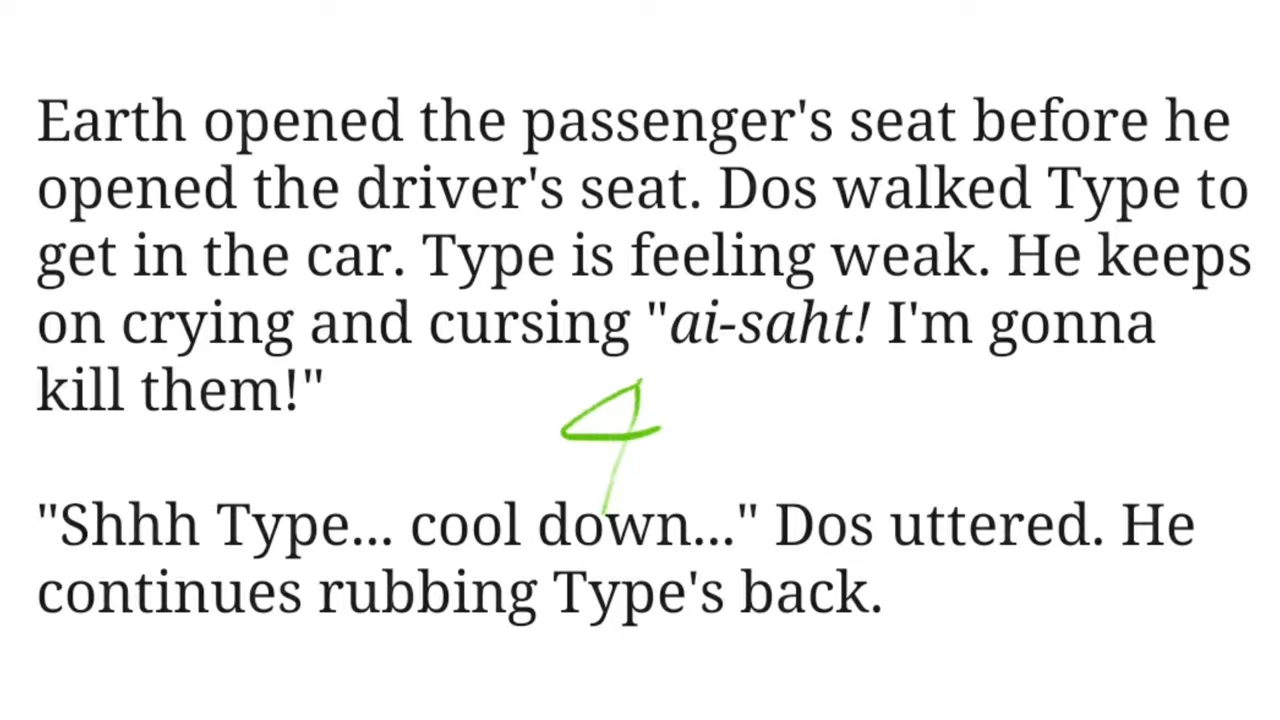 Earth opened the passenger's seat before he
opened the driver's seat. Dos walked Type to
get in the car. Type is feeling weak. He keeps
on crying and cursing "ai-saht! I'm gonna
kill them!"
4
"Shhh Type... cool down..." Dos uttered. He
continues rubbing Type's back.